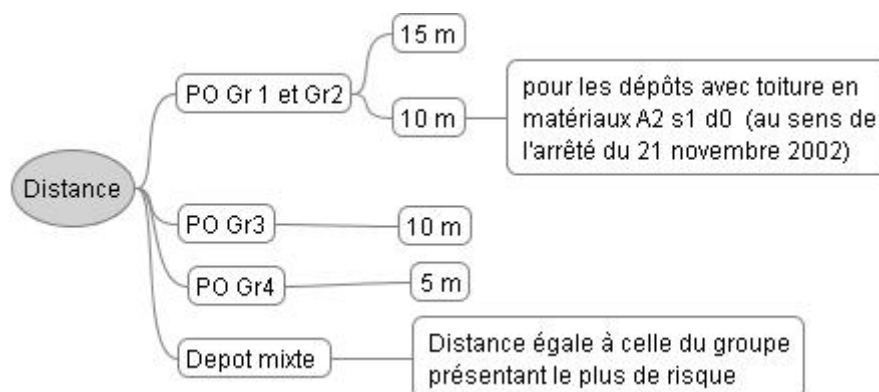 15 m
PO Gr 1 et Gr2
10 m
pour les dépôts avec toiture en
matériaux A2 s1 d0 (au sens de
l'arrêté du 21 novembre 2002)
Distance
PO Gr3
10 m
PO Gr4
5 m
Depot mixte
Distance égale à celle du groupe
présentant le plus de risque